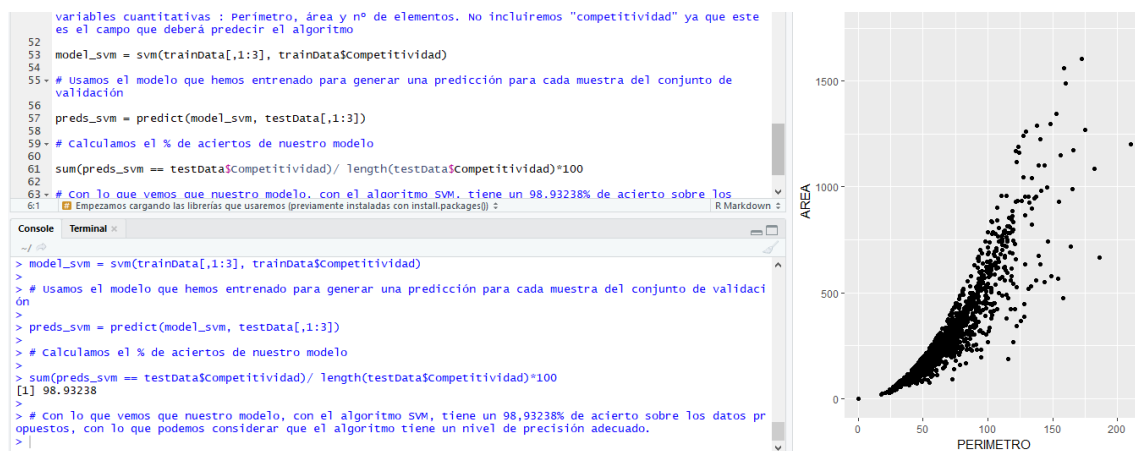 variables cuantitativas : Perimetro, área y nº de elementos. No incluiremos "competitividad" ya que este
es el campo que deberá predecir el algoritmo
52
53 model_svm = svm(trainData[,1:3], trainData$Competitividad)
54
55 # Usamos el modelo que hemos entrenado para generar una predicción para cada muestra del conjunto de
validación
56
57 preds_svm = predict(model_svm, testData[,1:3])
58
59 # Calculamos el % de aciertos de nuestro modelo
60
61 sum(preds_svm == testData$Competitividad)/ length(testData$Competitividad)*100
62
63 # Con lo que vemos que nuestro modelo, con el algoritmo SVM, tiene un 98,93238% de acierto sobre los
6:1 # Empezamos cargando las librerías que usaremos (previamente instaladas con install.packages()) R Markdown
Console Terminal ×
~/
> model_svm = svm(trainData[,1:3], trainData$Competitividad)
>
> # Usamos el modelo que hemos entrenado para generar una predicción para cada muestra del conjunto de validaci
ón
>
> preds_svm = predict(model_svm, testData[,1:3])
>
> # Calculamos el % de aciertos de nuestro modelo
>
> sum(preds_svm == testData$Competitividad)/ length(testData$Competitividad)*100
[1] 98.93238
>
> # Con lo que vemos que nuestro modelo, con el algoritmo SVM, tiene un 98,93238% de acierto sobre los datos pr
opuestos, con lo que podemos considerar que el algoritmo tiene un nivel de precisión adecuado.
>
AREA
1500
1000
500
0
0 50 100 150 200
PERIMETRO